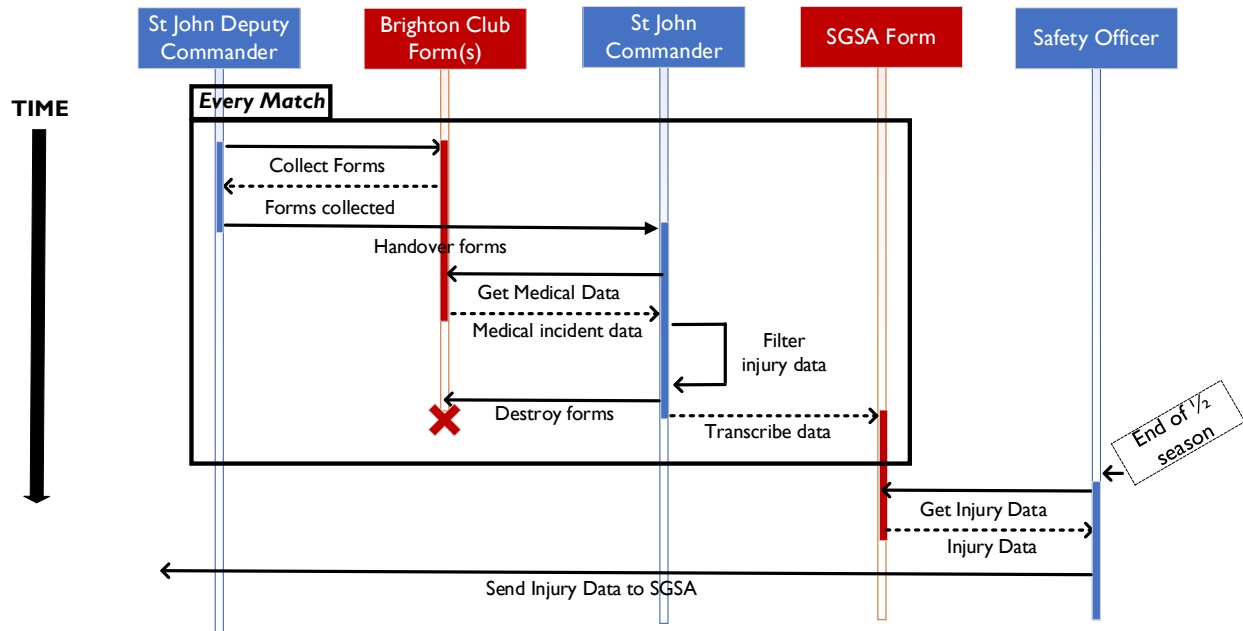 St John Deputy
Commander
Brighton Club
Form(s)
St John
Commander
SGSA Form
Safety Officer
TIME
Every Match
Collect Forms
Forms collected
Handover forms
Get Medical Data
Medical incident data
Filter
injury data
Destroy forms
Transcribe data
End of ½
season
Get Injury Data
Injury Data
Send Injury Data to SGSA